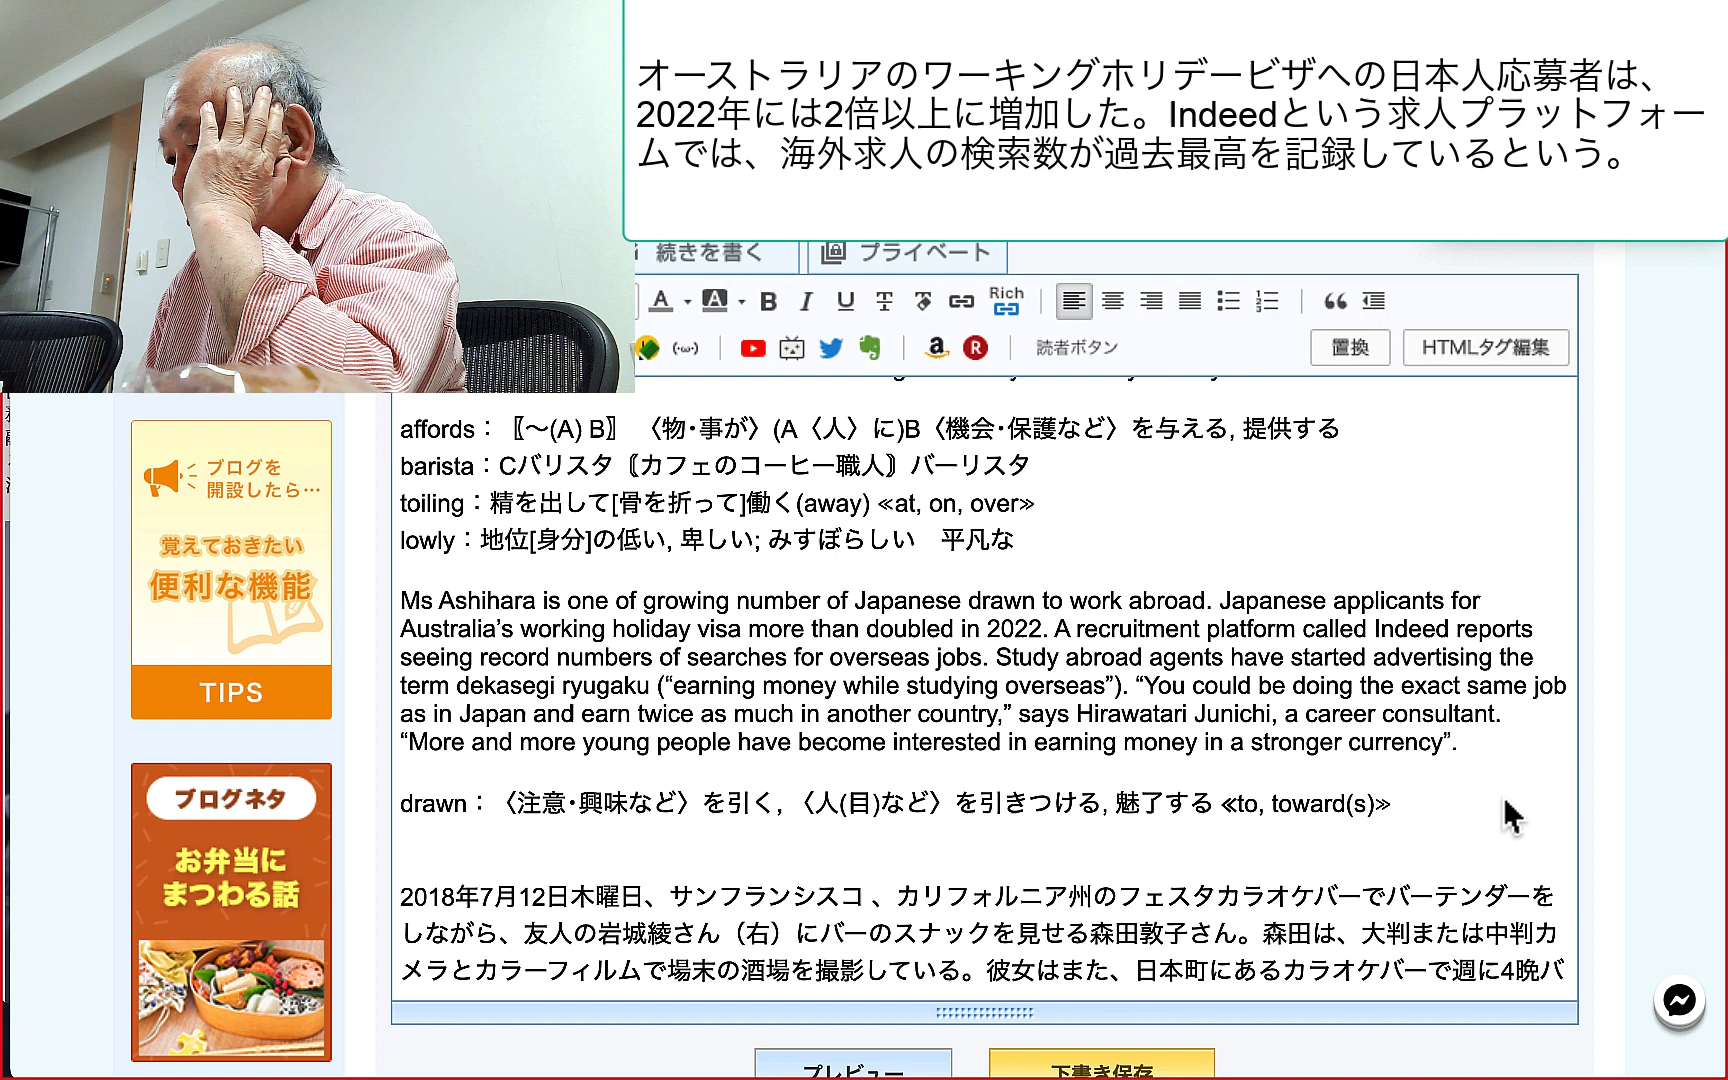 オーストラリアのワーキングホリデービザへの日本人応募者は、
2022年には2倍以上に増加した。Indeedという求人プラットフォー
ムでは、海外求人の検索数が過去最高を記録しているという。
続きを書く
プライベート
A A B I U T Rich
読者ボタン
置換
HTMLタグ編集
affords：〖～(A) B〗〈物･事が〉(A〈人〉に)B〈機会･保護など〉を与える, 提供する
barista：Cバリスタ〘カフェのコーヒー職人〙バーリスタ
toiling：精を出して[骨を折って]働く(away) ≪at, on, over≫
lowly：地位[身分]の低い, 卑しい; みすぼらしい　平凡な
Ms Ashihara is one of growing number of Japanese drawn to work abroad. Japanese applicants for
Australia’s working holiday visa more than doubled in 2022. A recruitment platform called Indeed reports
seeing record numbers of searches for overseas jobs. Study abroad agents have started advertising the
term dekasegi ryugaku (“earning money while studying overseas”). “You could be doing the exact same job
as in Japan and earn twice as much in another country,” says Hirawatari Junichi, a career consultant.
“More and more young people have become interested in earning money in a stronger currency”.
drawn：〈注意･興味など〉を引く,〈人(目)など〉を引きつける, 魅了する ≪to, toward(s)≫
2018年7月12日木曜日、サンフランシスコ 、カリフォルニア州のフェスタカラオケバーでバーテンダーを
しながら、友人の岩城綾さん（右）にバーのスナックを見せる森田敦子さん。森田は、大判または中判カ
メラとカラーフィルムで場末の酒場を撮影している。彼女はまた、日本町にあるカラオケバーで週に4晩バ
プレビュー
下書き保存
ブログを
開設したら…
覚えておきたい
便利な機能
TIPS
ブログネタ
お弁当に
まつわる話